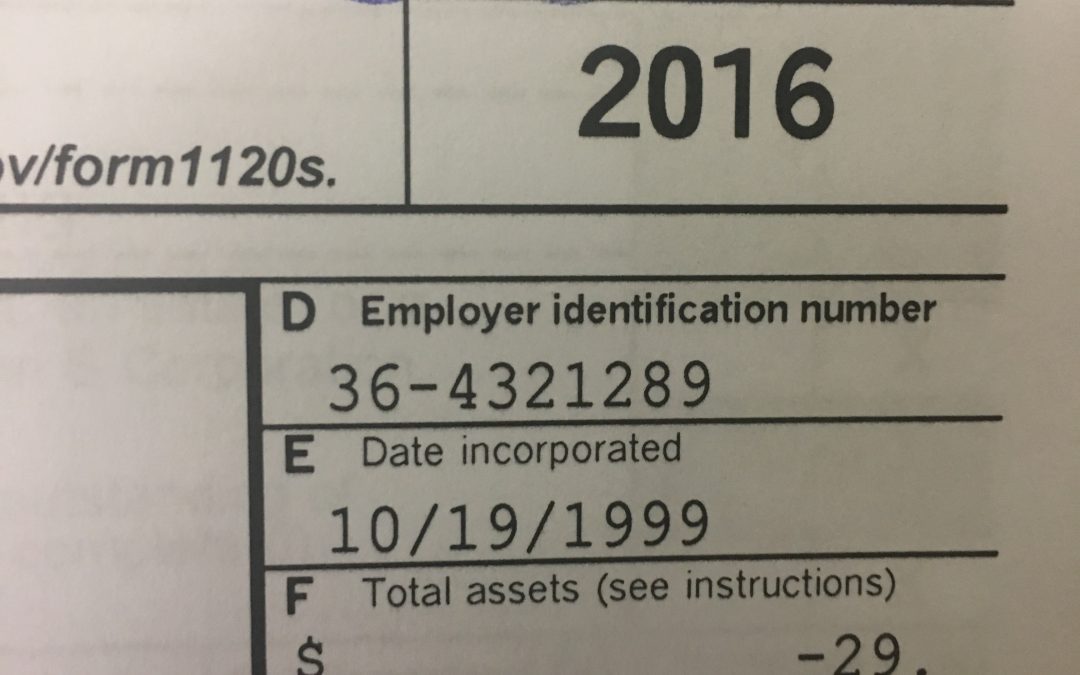 2016
v/form1120s.
D Employer identification number
36-4321289
E Date incorporated
10/19/1999
F Total assets (see instructions)
$ -29.